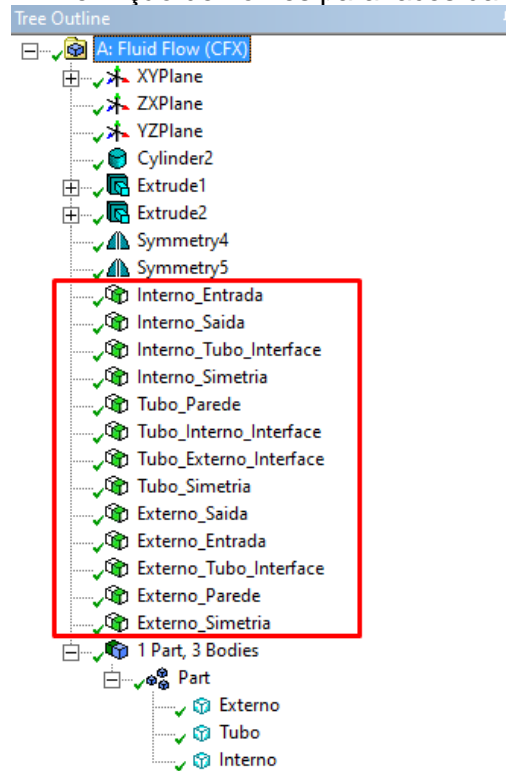 Tree Outline
A: Fluid Flow (CFX)
XYPlane
ZXPlane
YZPlane
Cylinder2
Extrude1
Extrude2
Symmetry4
Symmetry5
Interno_Entrada
Interno_Saida
Interno_Tubo_Interface
Interno_Simetria
Tubo_Parede
Tubo_Interno_Interface
Tubo_Externo_Interface
Tubo_Simetria
Externo_Saida
Externo_Entrada
Externo_Tubo_Interface
Externo_Parede
Externo_Simetria
1 Part, 3 Bodies
Part
Externo
Tubo
Interno